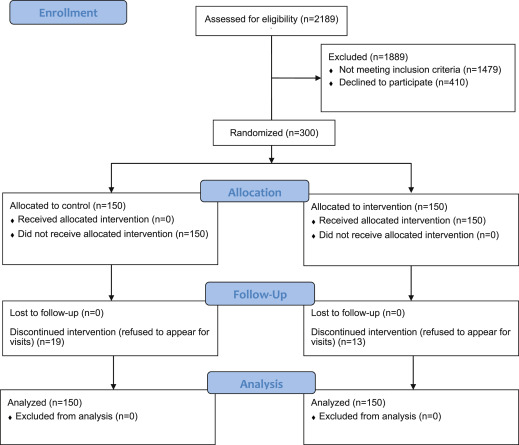 Enrollment
Assessed for eligibility (n=2189)
Excluded (n=1889)
♦ Not meeting inclusion criteria (n=1479)
♦ Declined to participate (n=410)
Randomized (n=300)
Allocation
Allocated to control (n=150)
♦ Received allocated intervention (n=0)
♦ Did not receive allocated intervention (n=150)
Allocated to intervention (n=150)
♦ Received allocated intervention (n=150)
♦ Did not receive allocated intervention (n=0)
Follow-Up
Lost to follow-up (n=0)
Discontinued intervention (refused to appear for
visits) (n=19)
Lost to follow-up (n=0)
Discontinued intervention (refused to appear for
visits) (n=13)
Analysis
Analyzed (n=150)
♦ Excluded from analysis (n=0)
Analyzed (n=150)
♦ Excluded from analysis (n=0)